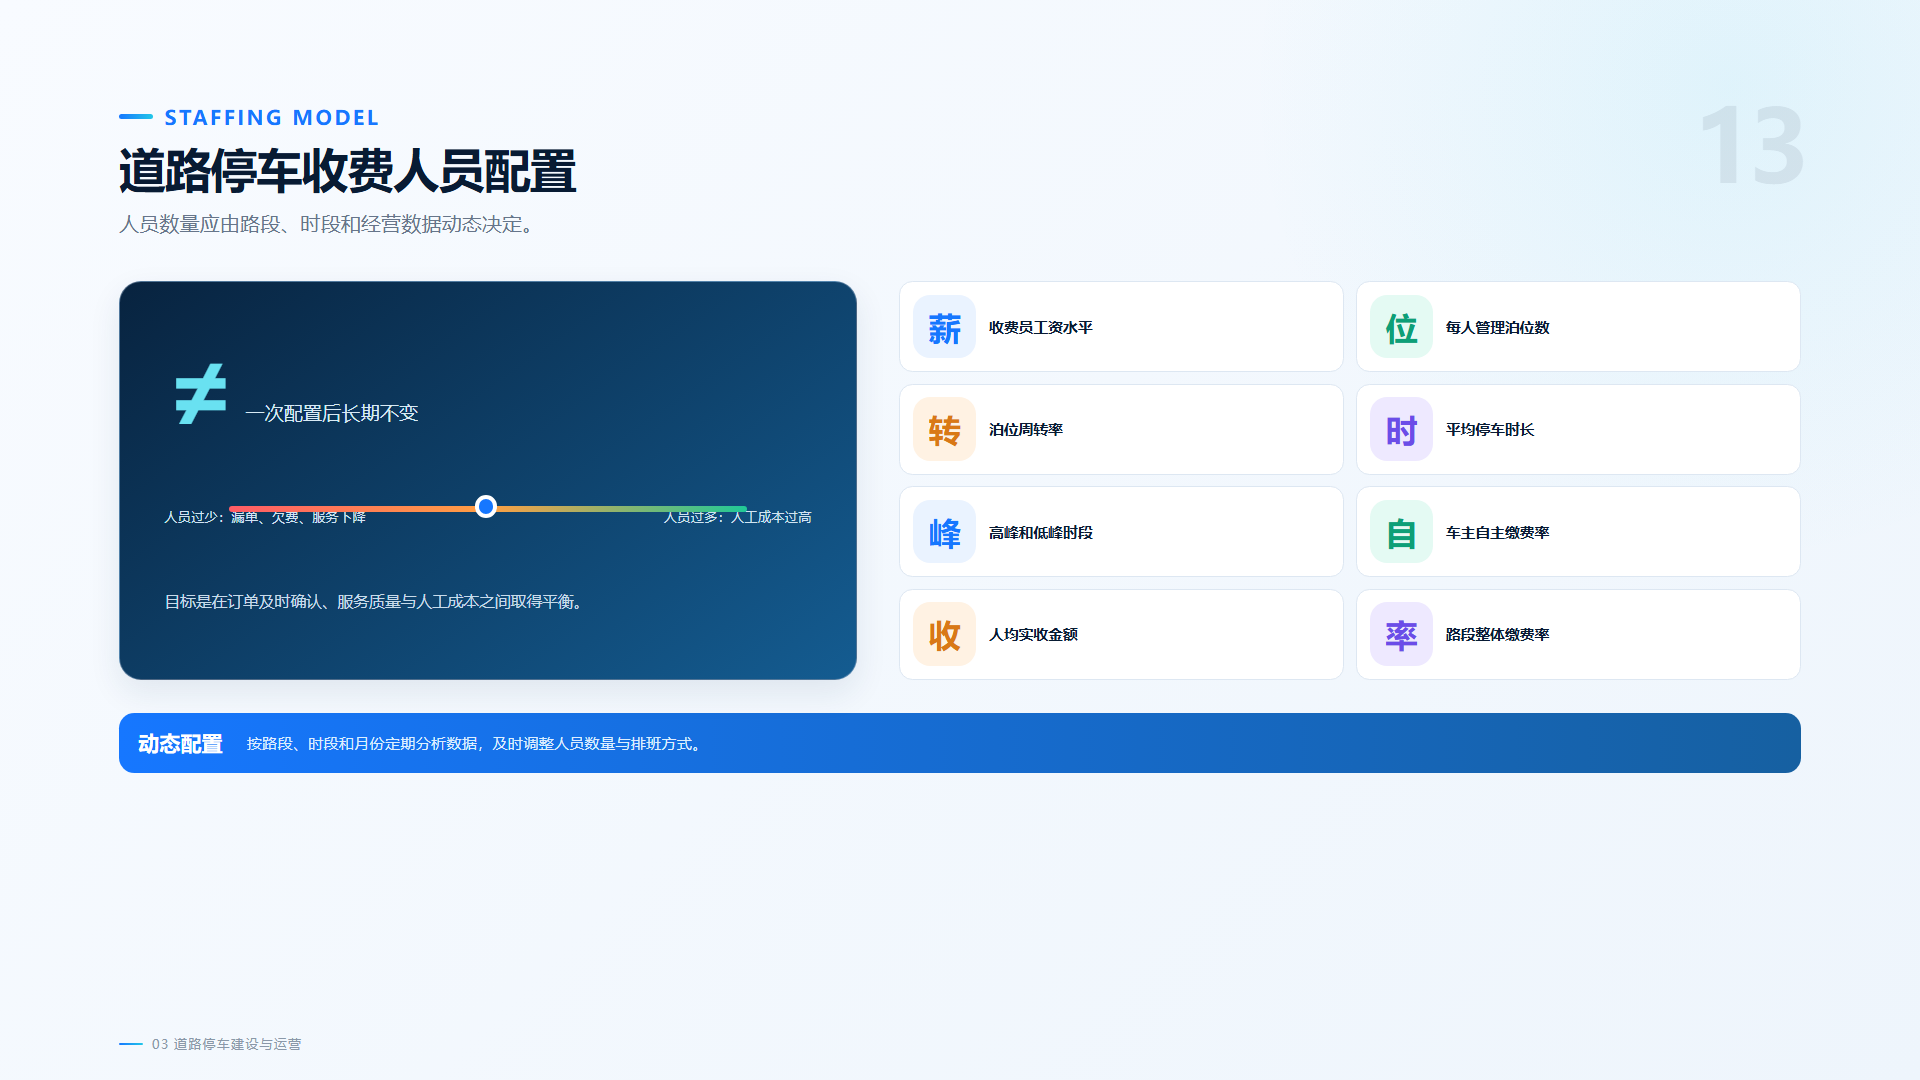 STAFFING MODEL
13
道路停车收费人员配置
人员数量应由路段、时段和经营数据动态决定。
≠ 一次配置后长期不变
人员过少：漏单、欠费、服务下降
人员过多：人工成本过高
目标是在订单及时确认、服务质量与人工成本之间取得平衡。
薪 收费员工资水平
位 每人管理泊位数
转 泊位周转率
时 平均停车时长
峰 高峰和低峰时段
自 车主自主缴费率
收 人均实收金额
率 路段整体缴费率
动态配置 按路段、时段和月份定期分析数据，及时调整人员数量与排班方式。
03 道路停车建设与运营